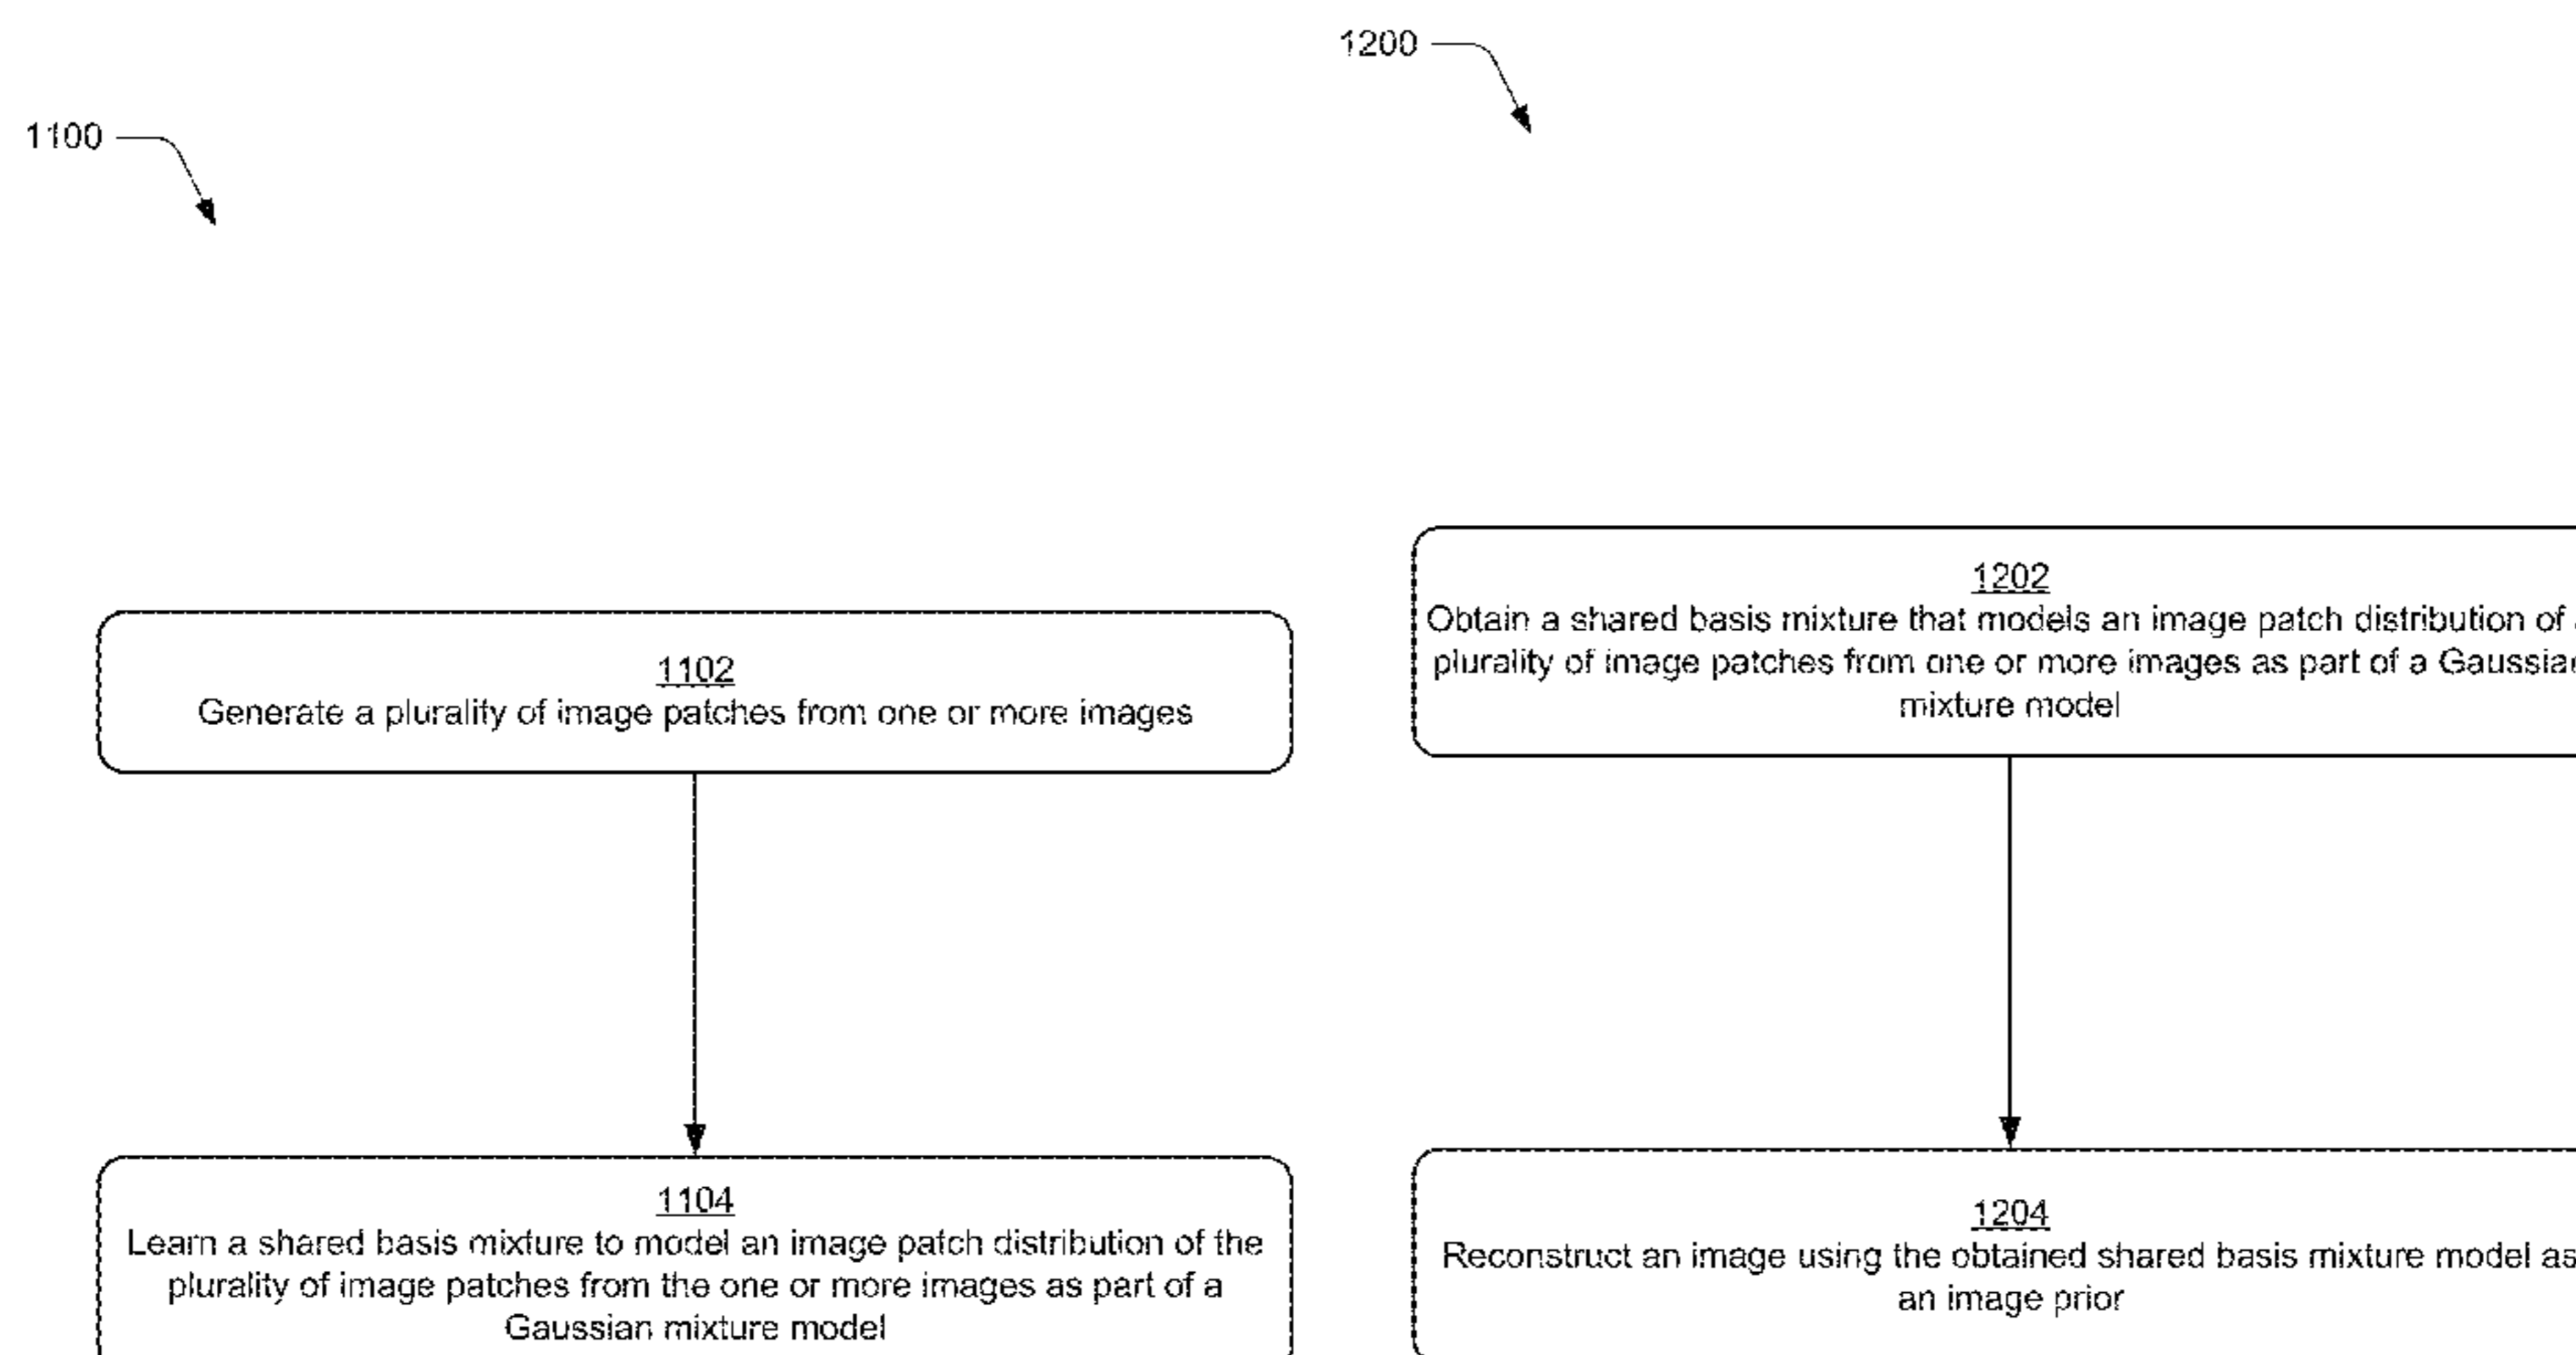 1100
1102
Generate a plurality of image patches from one or more images
1104
Learn a shared basis mixture to model an image patch distribution of the
plurality of image patches from the one or more images as part of a
Gaussian mixture model
1200
1202
Obtain a shared basis mixture that models an image patch distribution of
plurality of image patches from one or more images as part of a
mixture model
1204
Reconstruct an image using the obtained shared basis mixture model as
an image prior